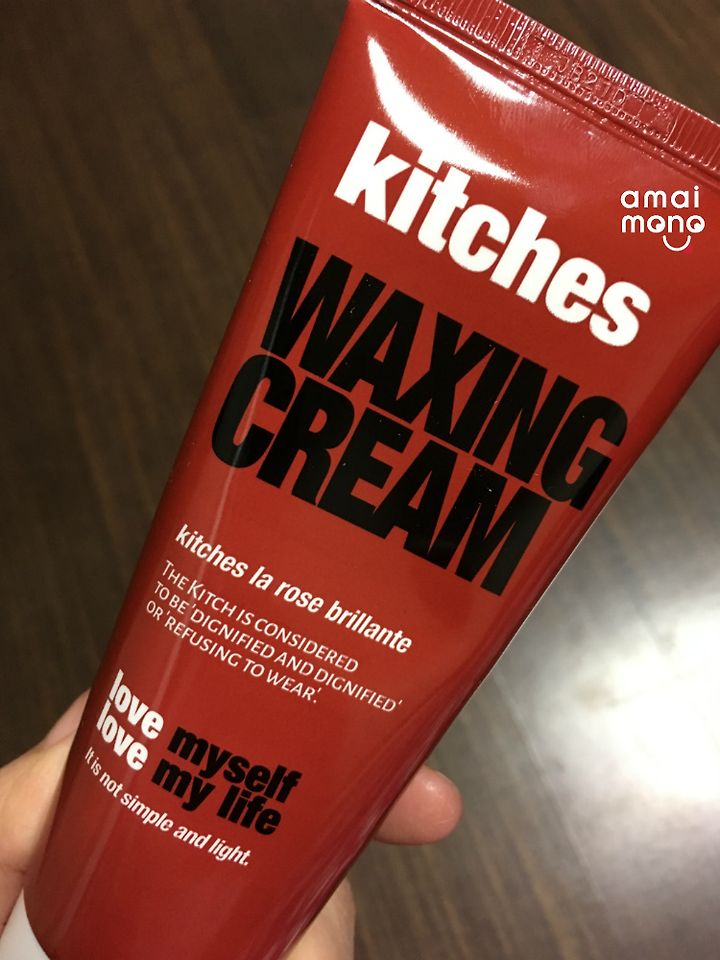 JB21D
amai
mono
kitches
WAXING
CREAM
kitches la rose brillante
THE KITCH IS CONSIDERED
TO BE 'DIGNIFIED AND DIGNIFIED'
OR 'REFUSING TO WEAR'.
love myself
love my life
It is not simple and light.